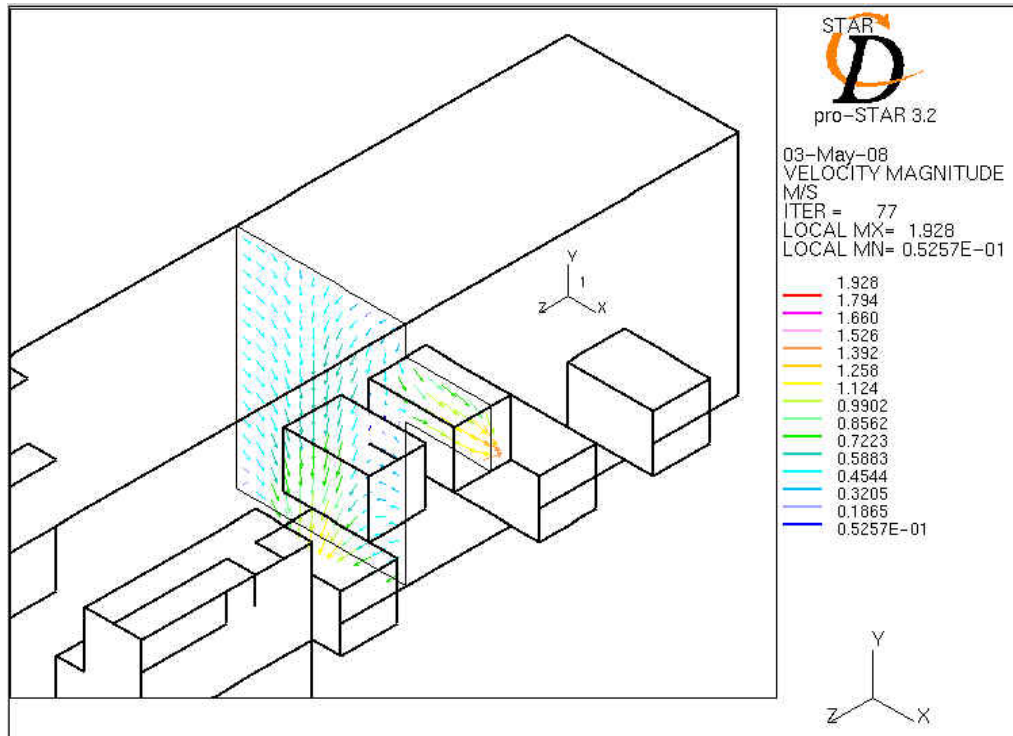 STAR
CD
pro-STAR 3.2
03-May-08
VELOCITY MAGNITUDE
M/S
ITER = 77
LOCAL MX= 1.928
LOCAL MN= 0.5257E-01
1.928
1.794
1.660
1.526
1.392
1.258
1.124
0.9902
0.8562
0.7223
0.5883
0.4544
0.3205
0.1865
0.5257E-01
Y
1
Z X
Y
Z X